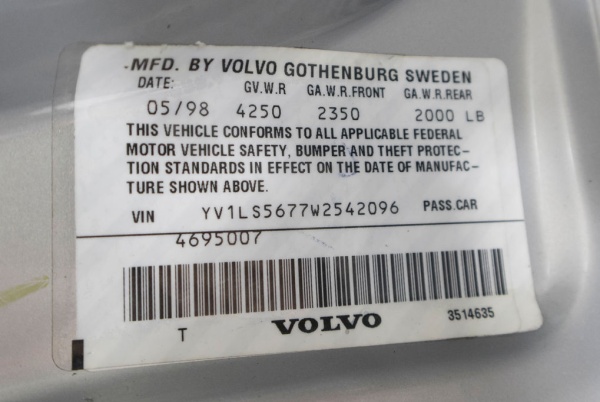 MFD. BY VOLVO GOTHENBURG SWEDEN
DATE: GV.W.R GA.W.R.FRONT GA.W.R.REAR
05/98 4250 2350 2000 LB
THIS VEHICLE CONFORMS TO ALL APPLICABLE FEDERAL
MOTOR VEHICLE SAFETY, BUMPER AND THEFT PROTEC-
TION STANDARDS IN EFFECT ON THE DATE OF MANUFAC-
TURE SHOWN ABOVE.
VIN YV1LS5677W2542096 PASS.CAR
4695007
T VOLVO 3514635